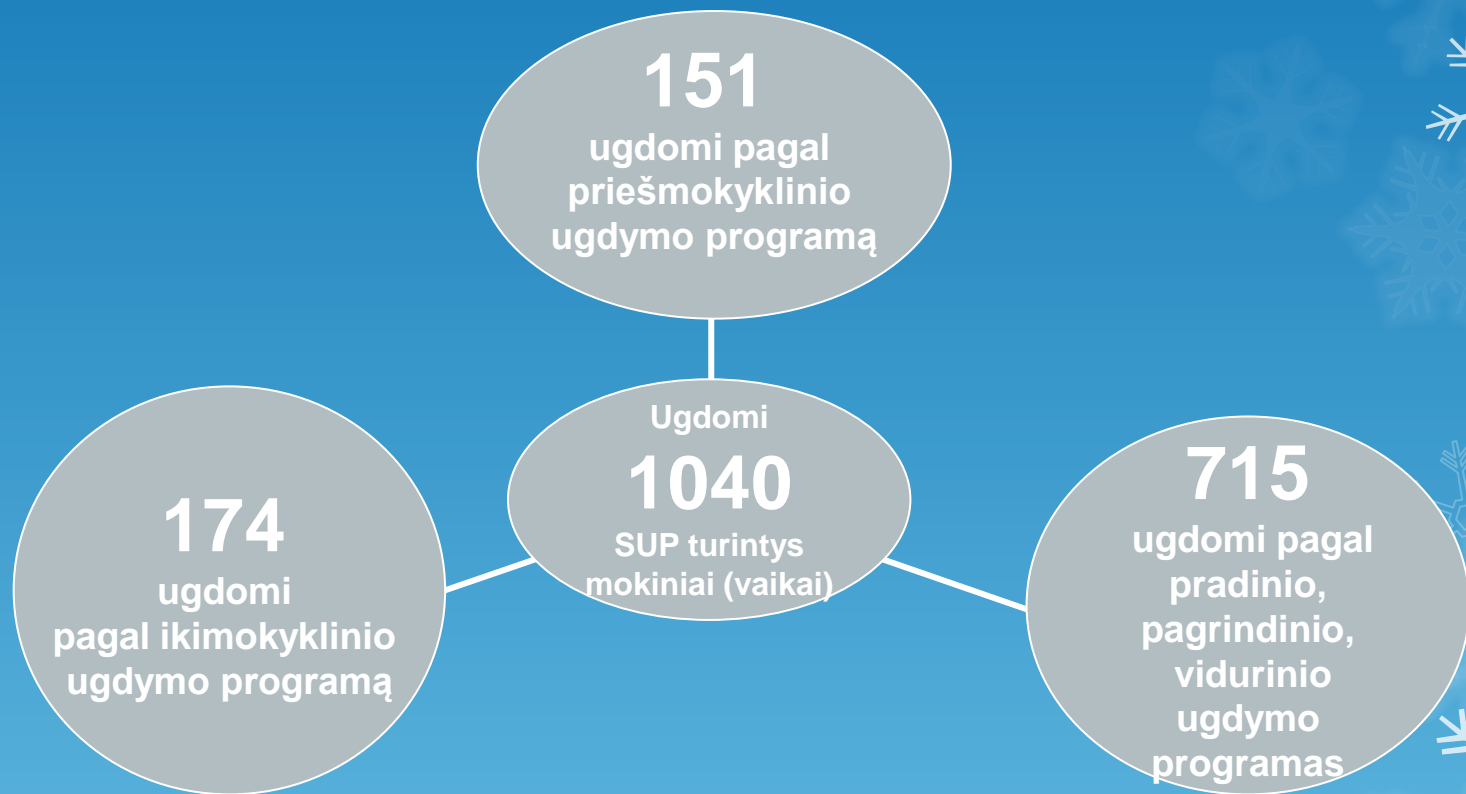 151
ugdomi pagal
priešmokyklinio
ugdymo programą
Ugdomi
1040
SUP turintys
mokiniai (vaikai)
174
ugdomi
pagal ikimokyklinio
ugdymo programą
715
ugdomi pagal
pradinio,
pagrindinio,
vidurinio
ugdymo
programas